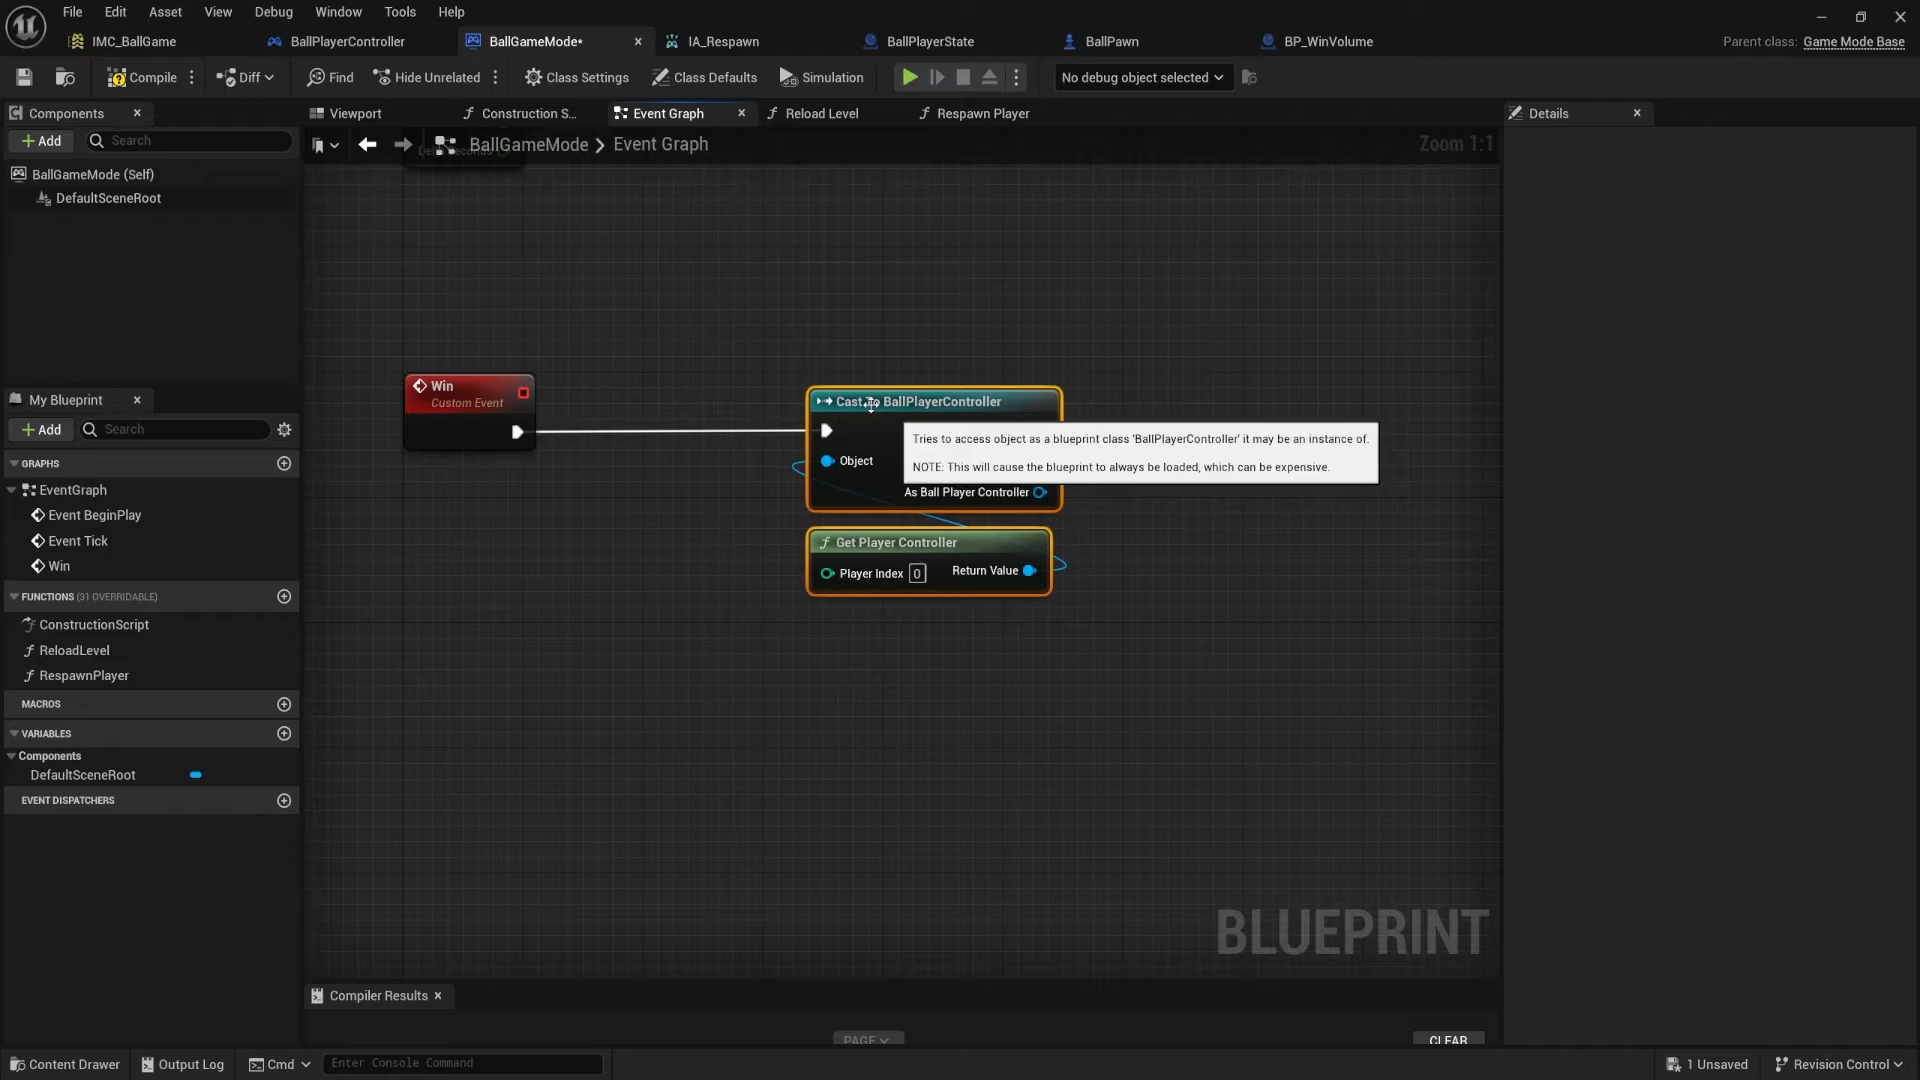 File Edit Asset View Debug Window Tools Help
IMC_BallGame BallPlayerController BallGameMode* IA_Respawn BallPlayerState BallPawn BP_WinVolume Parent class: Game Mode Base
Compile Diff Find Hide Unrelated Class Settings Class Defaults Simulation No debug object selected
Components Viewport Construction S... Event Graph Reload Level Respawn Player Details
Add Search BallGameMode Event Graph Zoom 1:1
BallGameMode (Self)
DefaultSceneRoot
Win
Custom Event
Cast To BallPlayerController
Tries to access object as a blueprint class 'BallPlayerController' it may be an instance of.
NOTE: This will cause the blueprint to always be loaded, which can be expensive.
Object
As Ball Player Controller
Get Player Controller
Player Index 0 Return Value
My Blueprint
Add Search
GRAPHS
EventGraph
Event BeginPlay
Event Tick
Win
FUNCTIONS (31 OVERRIDABLE)
ConstructionScript
ReloadLevel
RespawnPlayer
MACROS
VARIABLES
Components
DefaultSceneRoot
EVENT DISPATCHERS
BLUEPRINT
Compiler Results
PAGE CLEAR
Content Drawer Output Log Cmd Enter Console Command 1 Unsaved Revision Control